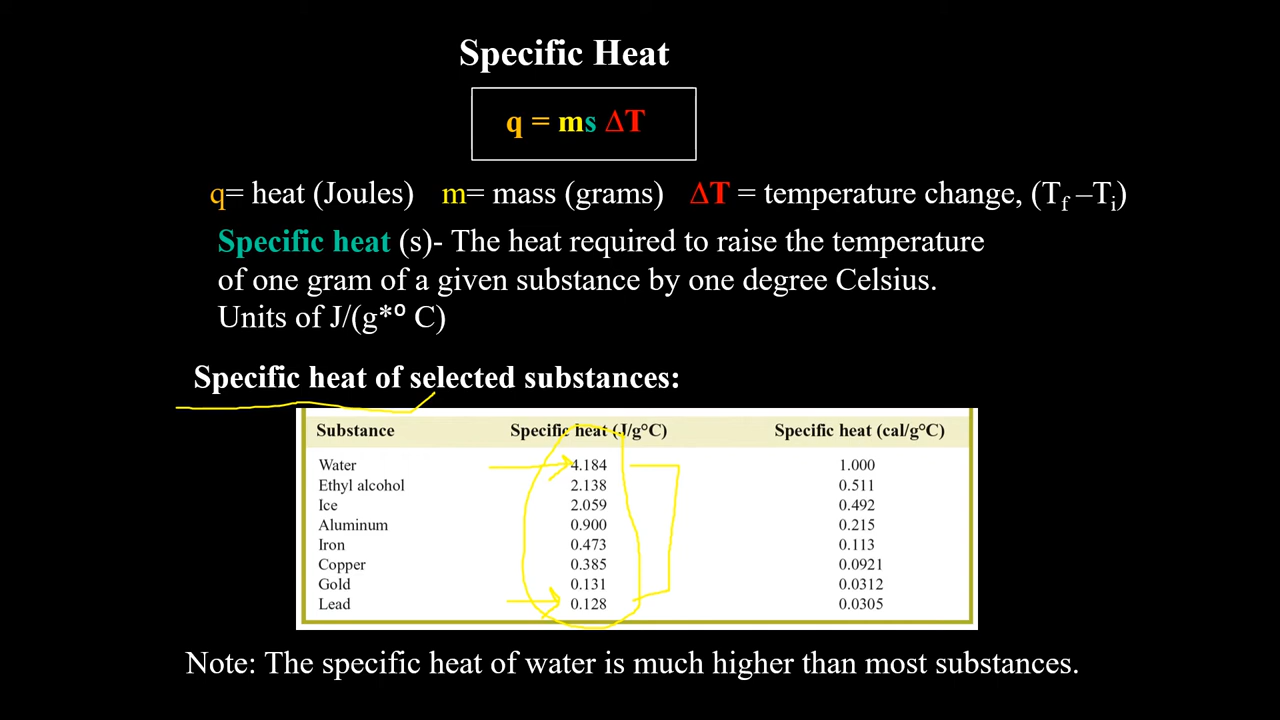 Specific Heat
q = ms ∆T
q= heat (Joules) m= mass (grams) ∆T = temperature change, (Tf –Ti)
Specific heat (s)- The heat required to raise the temperature
of one gram of a given substance by one degree Celsius.
Units of J/(g*º C)
Specific heat of selected substances:
Substance Specific heat (J/g°C) Specific heat (cal/g°C)
Water 4.184 1.000
Ethyl alcohol 2.138 0.511
Ice 2.059 0.492
Aluminum 0.900 0.215
Iron 0.473 0.113
Copper 0.385 0.0921
Gold 0.131 0.0312
Lead 0.128 0.0305
Note: The specific heat of water is much higher than most substances.